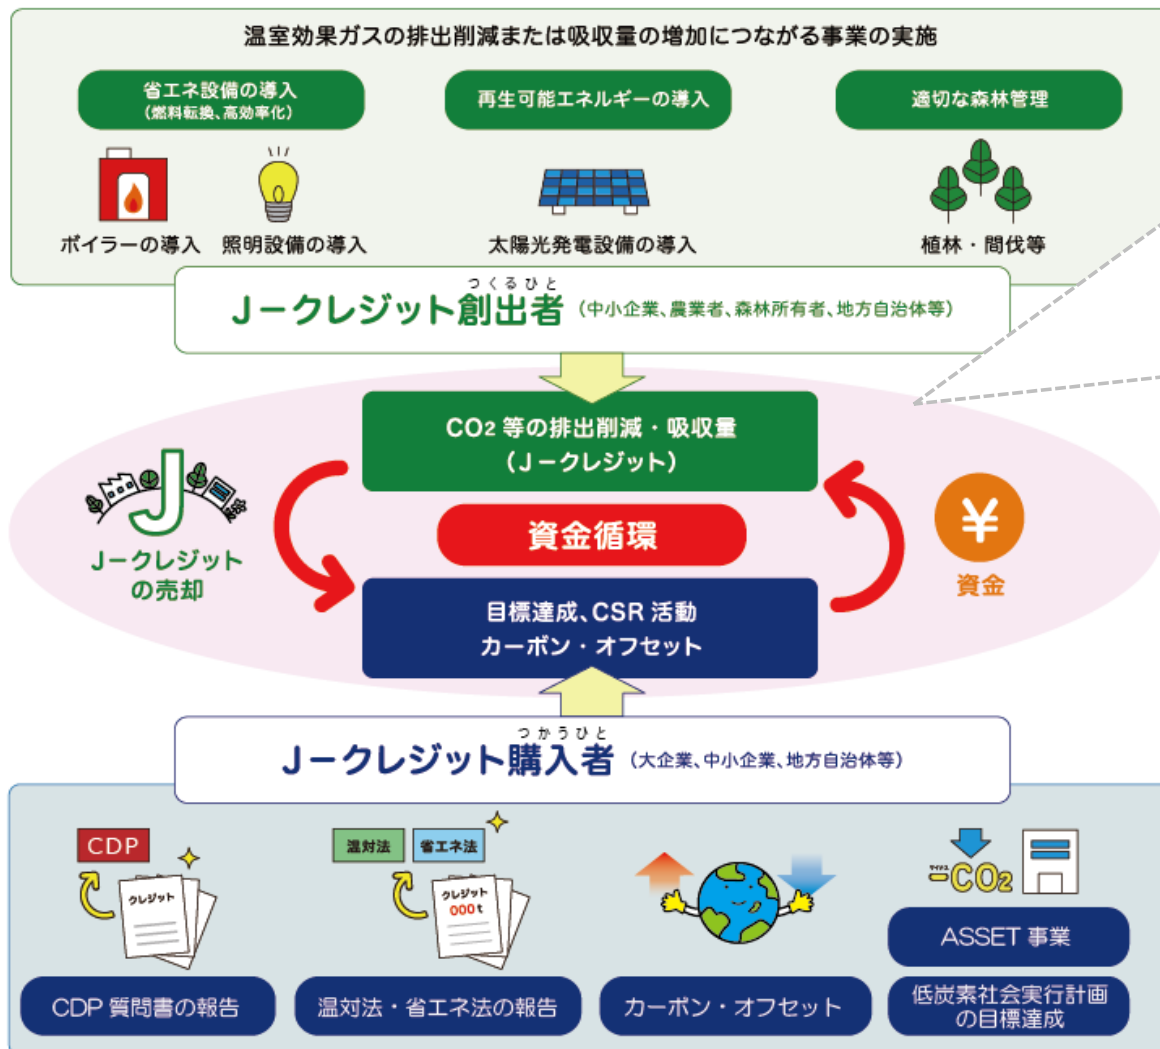 温室効果ガスの排出削減または吸収量の増加につながる事業の実施
省エネ設備の導入
(燃料転換、高効率化)
再生可能エネルギーの導入
適切な森林管理
ボイラーの導入
照明設備の導入
太陽光発電設備の導入
植林・間伐等
つくるひと
Jークレジット創出者(中小企業、農業者、森林所有者、地方自治体等)
CO2 等の排出削減・吸収量
(Jークレジット)
J
Jークレジット
の売却
資金循環
¥
資金
目標達成、CSR 活動
カーボン・オフセット
つかうひと
Jークレジット購入者(大企業、中小企業、地方自治体等)
CDP
クレジット
CDP 質問書の報告
温対法
省エネ法
クレジット
000t
温対法・省エネ法の報告
カーボン・オフセット
マイナス
-CO2
ASSET 事業
低炭素社会実行計画
の目標達成